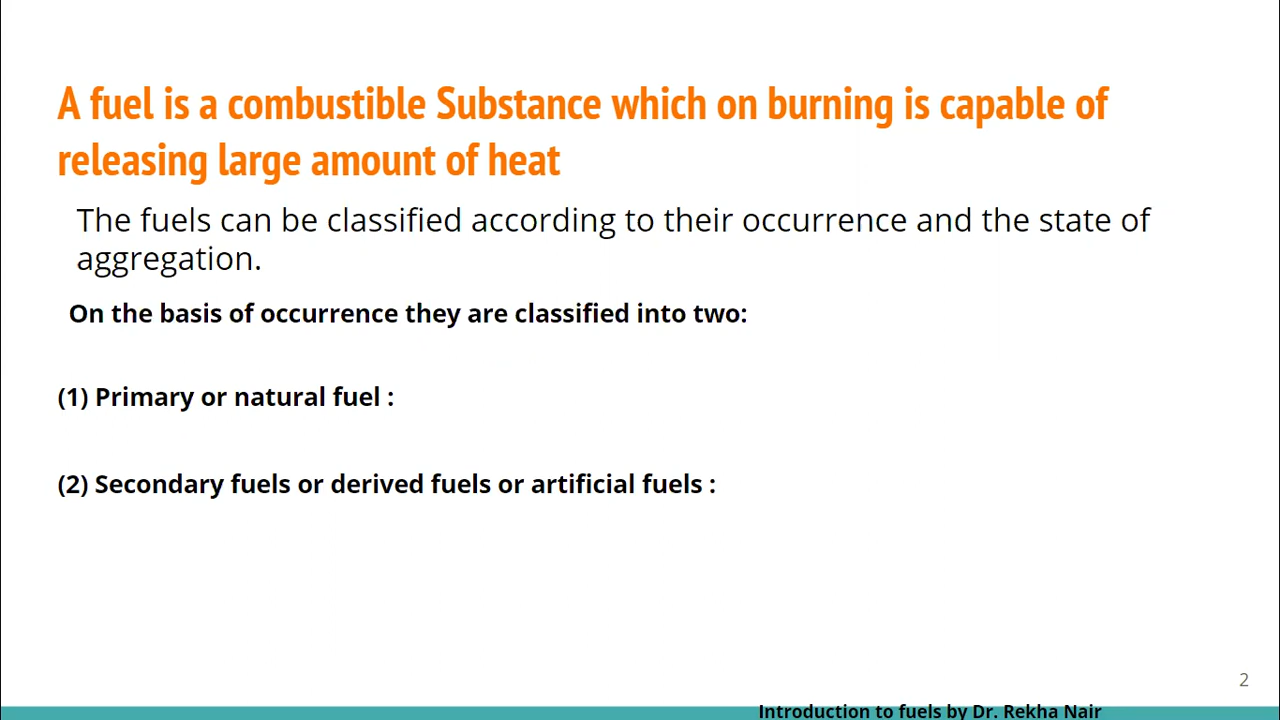 A fuel is a combustible Substance which on burning is capable of
releasing large amount of heat
The fuels can be classified according to their occurrence and the state of
aggregation.
On the basis of occurrence they are classified into two:
(1) Primary or natural fuel :
(2) Secondary fuels or derived fuels or artificial fuels :
2
Introduction to fuels by Dr. Rekha Nair